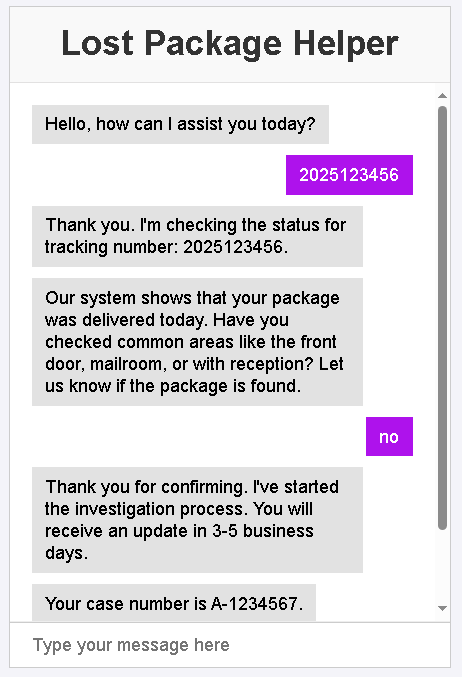 Lost Package Helper
Hello, how can I assist you today?
2025123456
Thank you. I'm checking the status for
tracking number: 2025123456.
Our system shows that your package
was delivered today. Have you
checked common areas like the front
door, mailroom, or with reception? Let
us know if the package is found.
no
Thank you for confirming. I've started
the investigation process. You will
receive an update in 3-5 business
days.
Your case number is A-1234567.
Type your message here